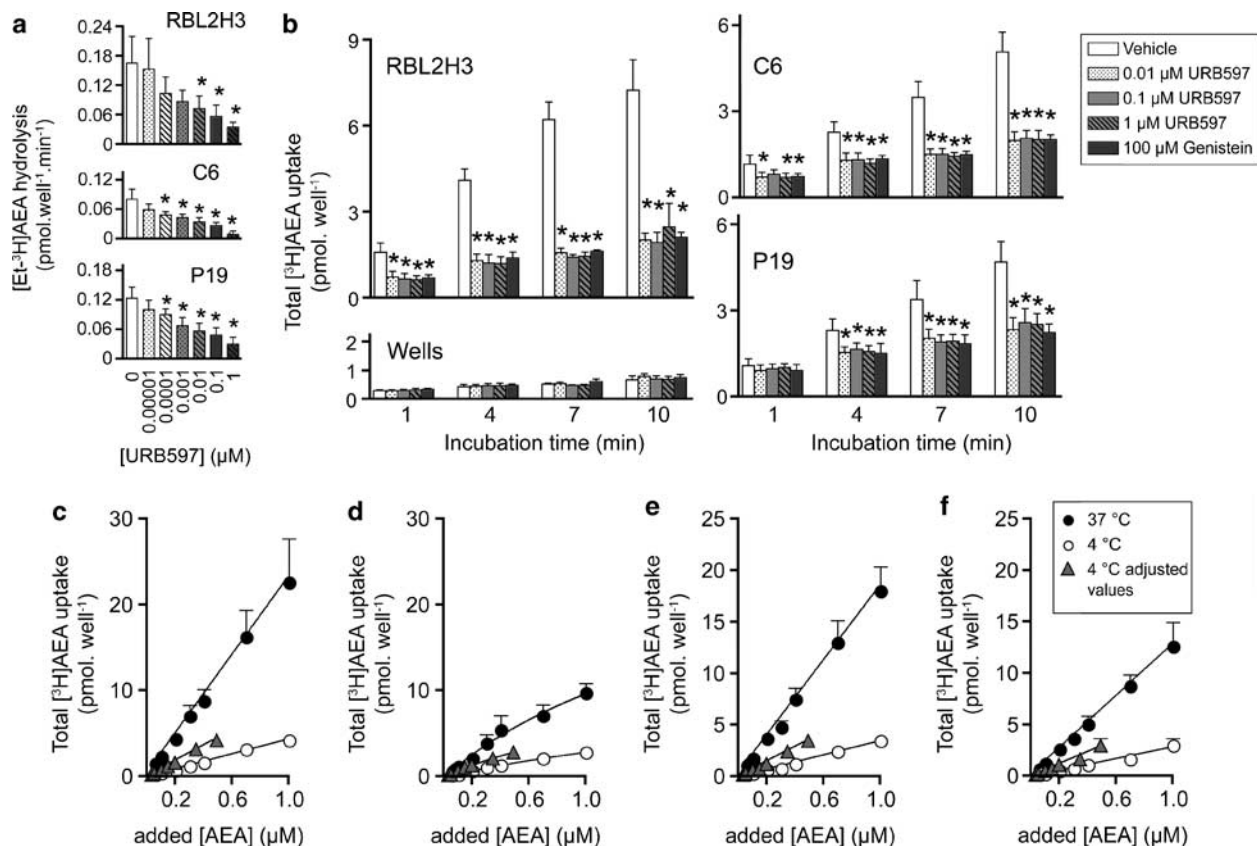 a
RBL2H3
0.24
0.18
0.12
0.06
0
*
*
*
C6
0.12
0.06
0
*
*
*
*
*
P19
0.12
0.06
0
*
*
*
*
*
0
0.00001
0.0001
0.001
0.01
0.1
1
[Et-³H]AEA hydrolysis
(pmol.well⁻¹.min⁻¹)
[URB597] (µM)
b
RBL2H3
9
6
3
0
****
****
****
****
Wells
2
1
0
1 4 7 10
Incubation time (min)
Total [³H]AEA uptake
(pmol. well⁻¹)
C6
6
3
0
* **
****
****
****
P19
6
3
0
****
****
****
1 4 7 10
Incubation time (min)
Vehicle
0.01 µM URB597
0.1 µM URB597
1 µM URB597
100 µM Genistein
c
30
20
10
0
0.2 0.6 1.0
Total [³H]AEA uptake
(pmol. well⁻¹)
added [AEA] (µM)
d
30
20
10
0
0.2 0.6 1.0
Total [³H]AEA uptake
(pmol. well⁻¹)
added [AEA] (µM)
e
25
20
15
10
5
0
0.2 0.6 1.0
Total [³H]AEA uptake
(pmol. well⁻¹)
added [AEA] (µM)
f
25
20
15
10
5
0
0.2 0.6 1.0
Total [³H]AEA uptake
(pmol. well⁻¹)
added [AEA] (µM)
37 °C
4 °C
4 °C adjusted
values